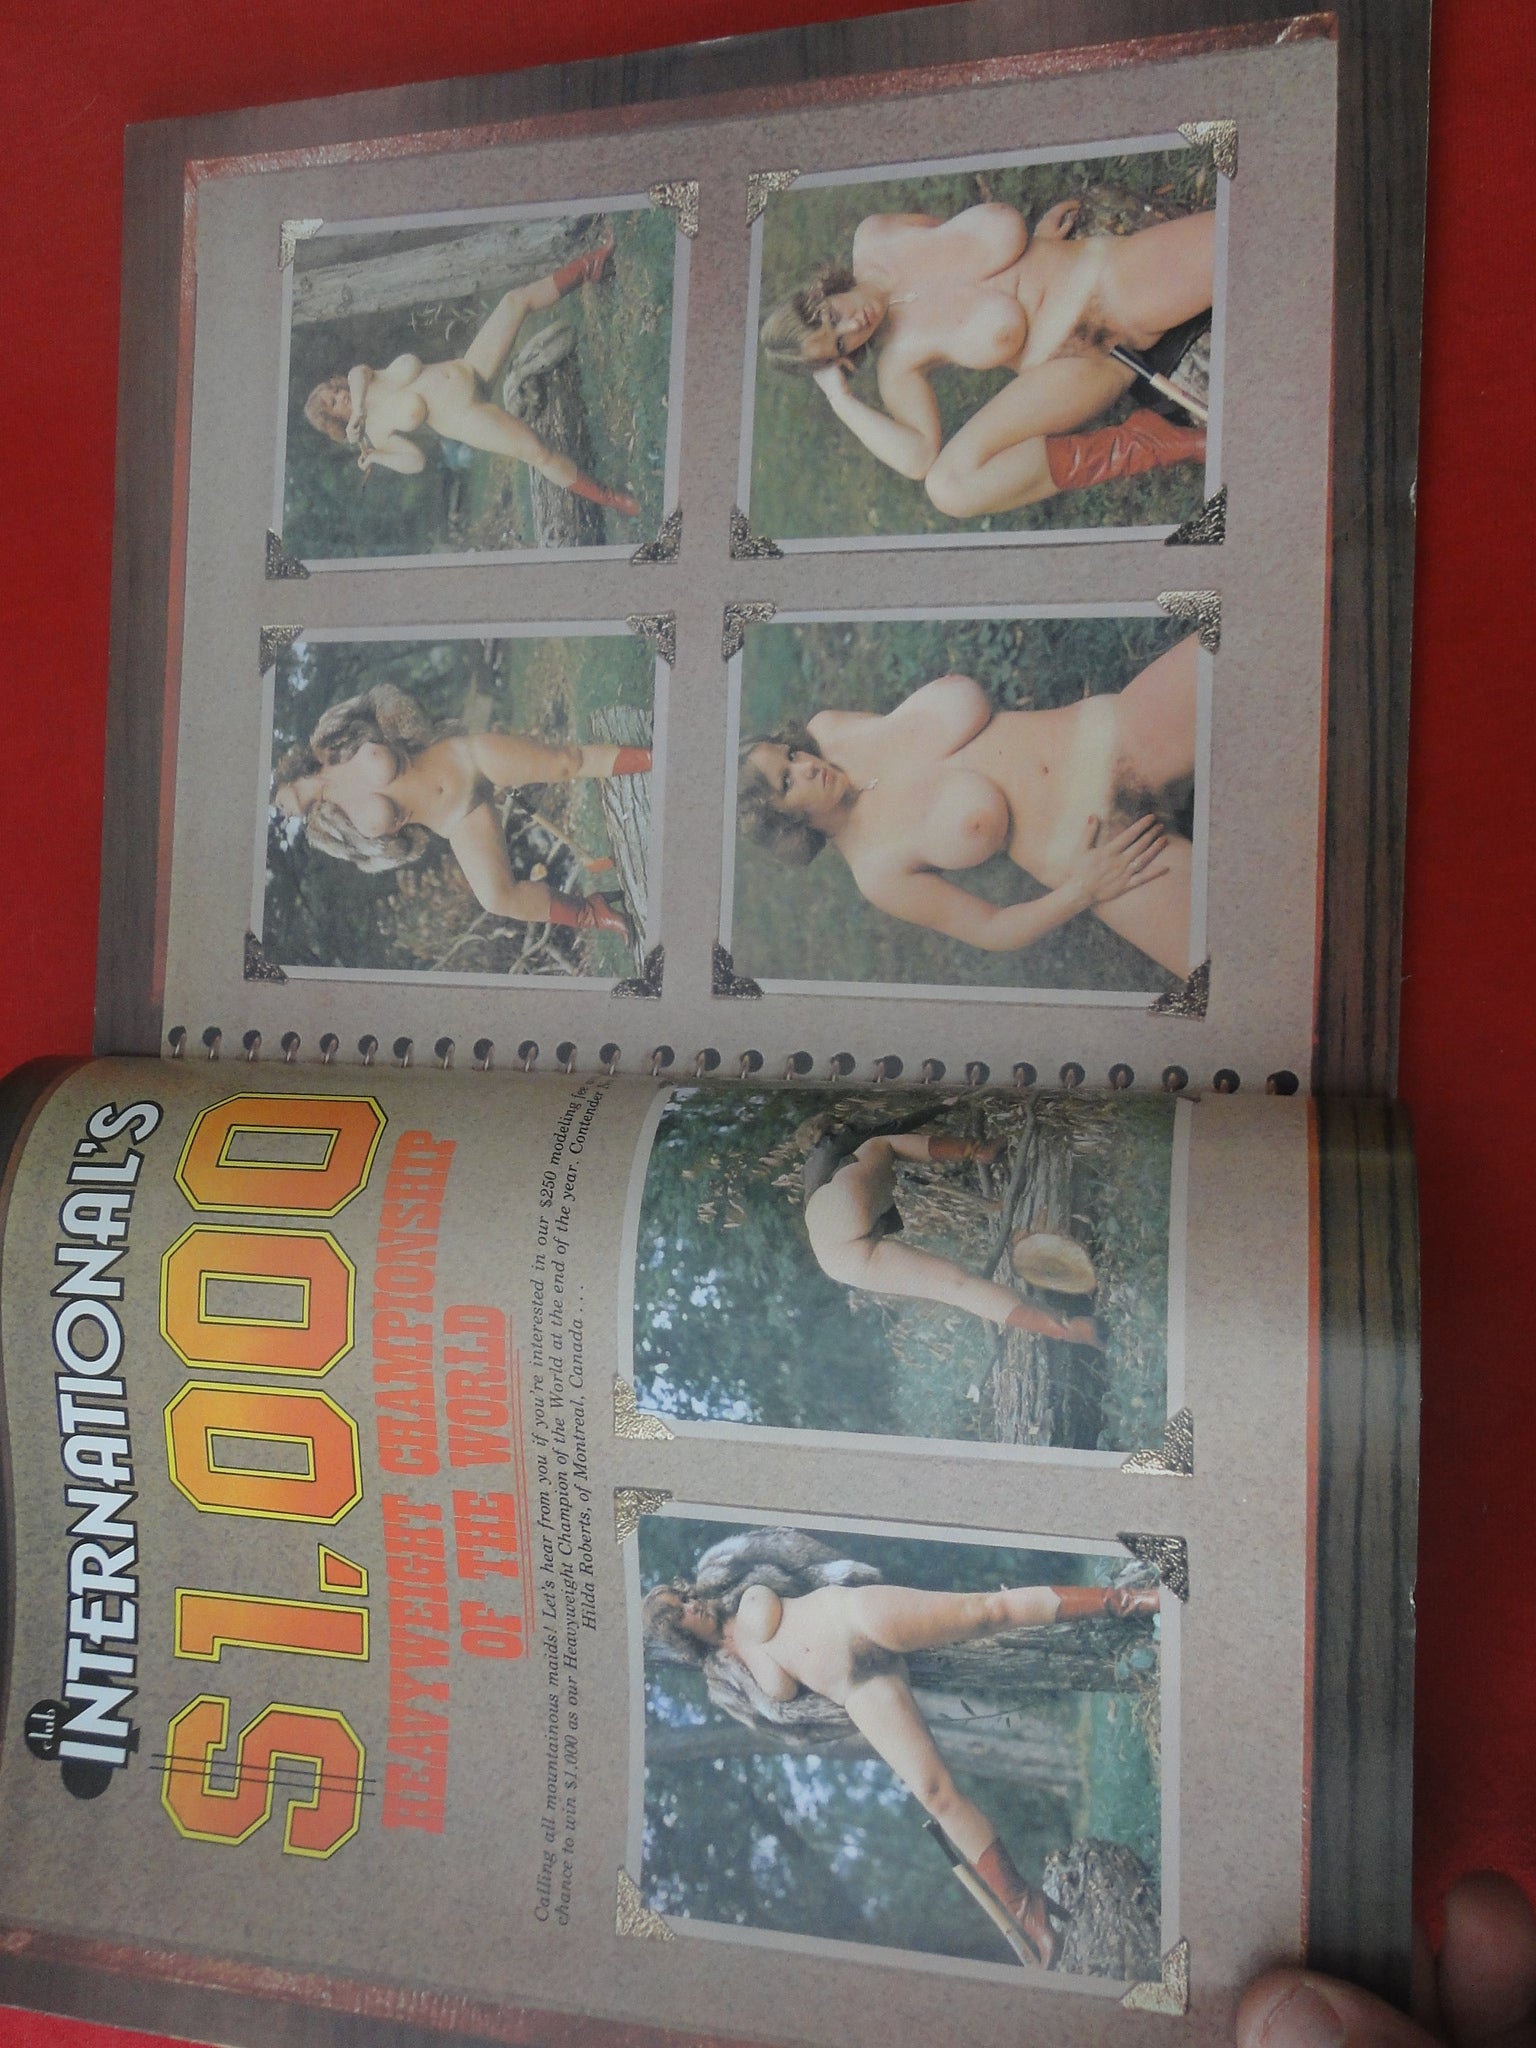 club
INTERNATIONAL'S
$1,000
HEAVYWEIGHT CHAMPIONSHIP
OF THE WORLD
Calling all mountainous maids! Let's hear from you if you're interested in our $250 modeling fee
chance to win $1,000 as our Heavyweight Champion of the World at the end of the year. Contender
Hilda Roberts, of Montreal, Canada. . . .